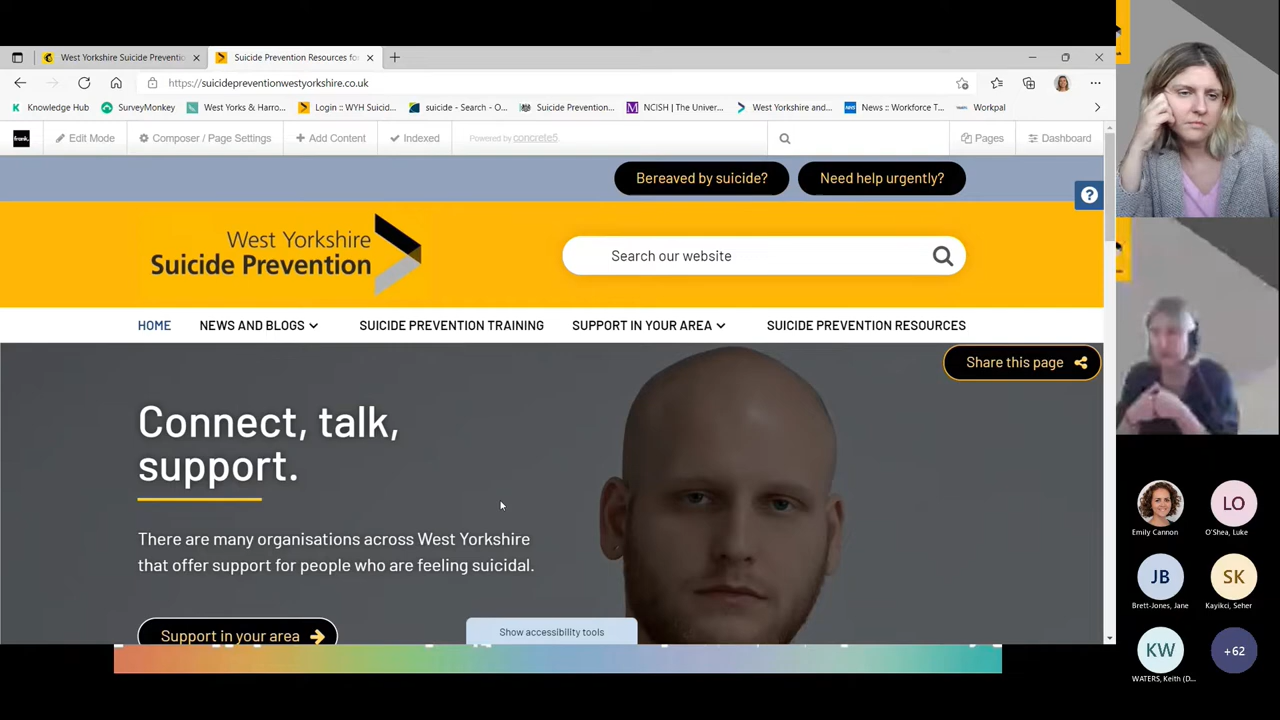 West Yorkshire Suicide Preventio
Suicide Prevention Resources fo
https://suicidepreventionwestyorkshire.co.uk
Knowledge Hub
SurveyMonkey
West Yorks & Harro...
Login :: WYH Suicid...
suicide - Search - O...
Suicide Prevention...
NCISH | The Univer...
West Yorkshire and...
News :: Workforce T...
Workpal
frank.
Edit Mode
Composer / Page Settings
Add Content
Indexed
Powered by concrete5
Pages
Dashboard
Bereaved by suicide?
Need help urgently?
?
West Yorkshire
Suicide Prevention
Search our website
HOME
NEWS AND BLOGS
SUICIDE PREVENTION TRAINING
SUPPORT IN YOUR AREA
SUICIDE PREVENTION RESOURCES
Share this page
Connect, talk,
support.
There are many organisations across West Yorkshire
that offer support for people who are feeling suicidal.
Support in your area
Show accessibility tools
LO
Emily Cannon
O'Shea, Luke
JB
SK
Brett-Jones, Jane
Kayikci, Seher
KW
+62
WATERS, Keith (D...